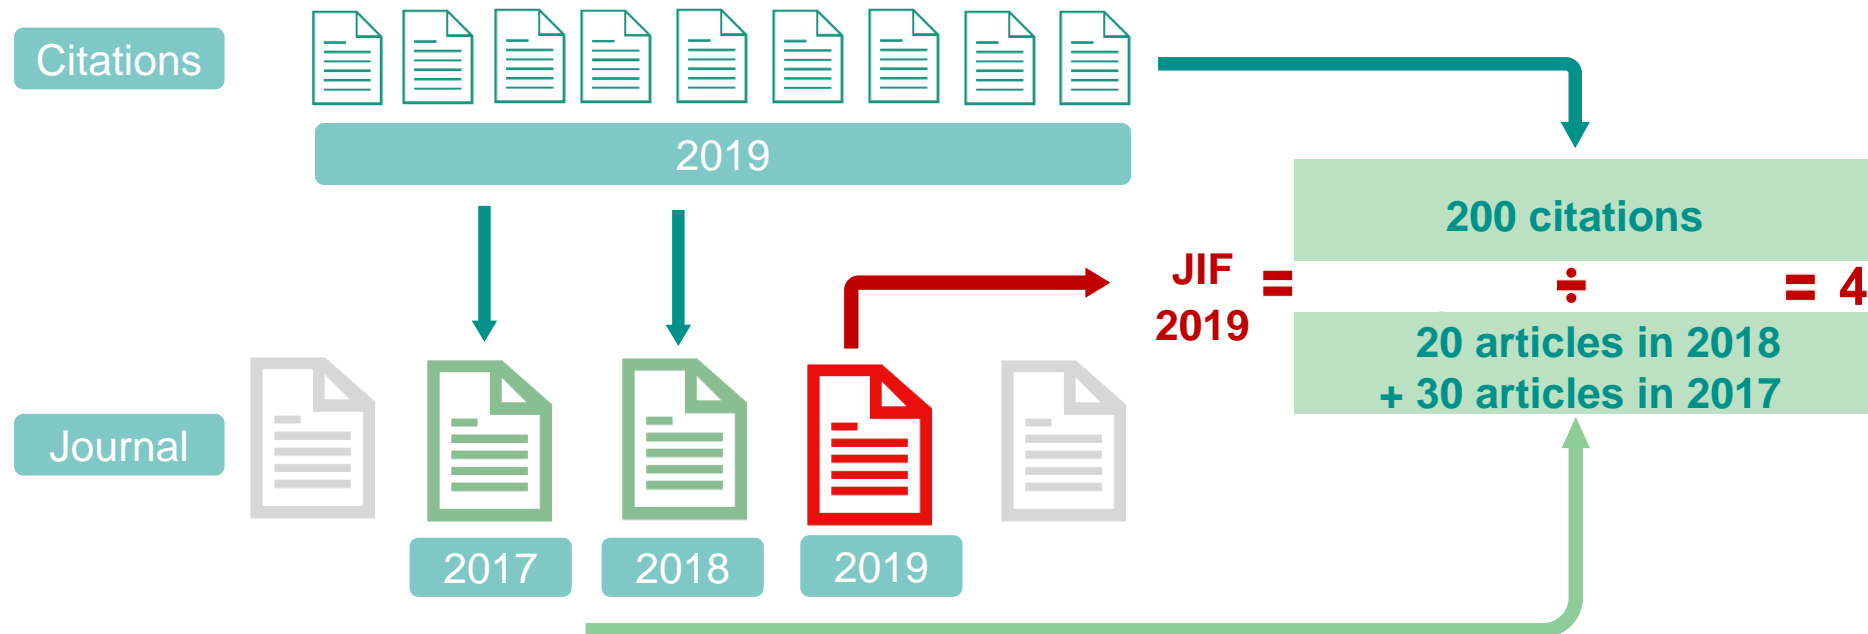 Citations
2019
200 citations
JIF
2019
=
÷
= 4
20 articles in 2018
+ 30 articles in 2017
Journal
2017
2018
2019